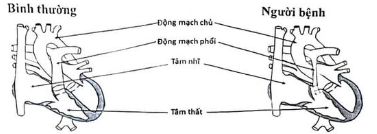 Bình thường
Người bệnh
Động mạch chủ
Động mạch phổi
Tâm nhĩ
Tâm thất